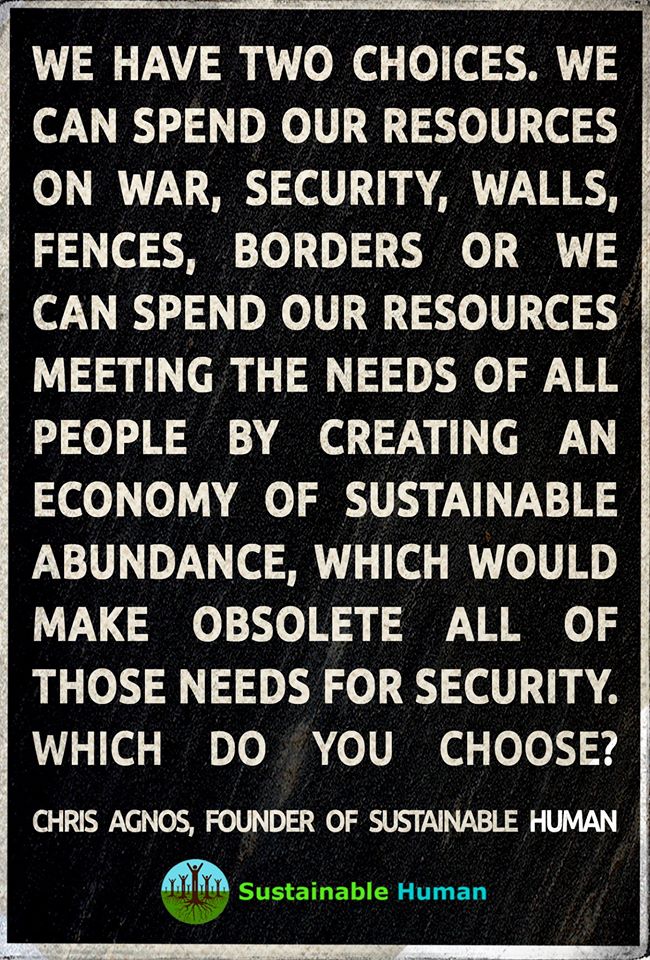 WE HAVE TWO CHOICES. WE
CAN SPEND OUR RESOURCES
ON WAR, SECURITY, WALLS,
FENCES, BORDERS OR WE
CAN SPEND OUR RESOURCES
MEETING THE NEEDS OF ALL
PEOPLE BY CREATING AN
ECONOMY OF SUSTAINABLE
ABUNDANCE, WHICH WOULD
MAKE OBSOLETE ALL OF
THOSE NEEDS FOR SECURITY.
WHICH DO YOU CHOOSE?
CHRIS AGNOS, FOUNDER OF SUSTAINABLE HUMAN
Sustainable Human